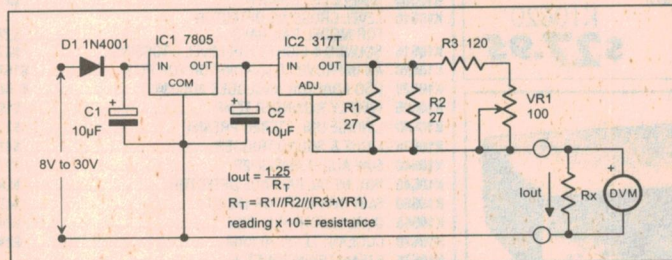 D1 1N4001
IC1 7805
IN OUT
COM
IC2 317T
IN OUT
ADJ
R3 120
C1
10µF
C2
10µF
R1
27
R2
27
VR1
100
8V to 30V
Iout = 1.25
RT
RT = R1//R2//(R3+VR1)
reading x 10 = resistance
Iout
Rx
DVM